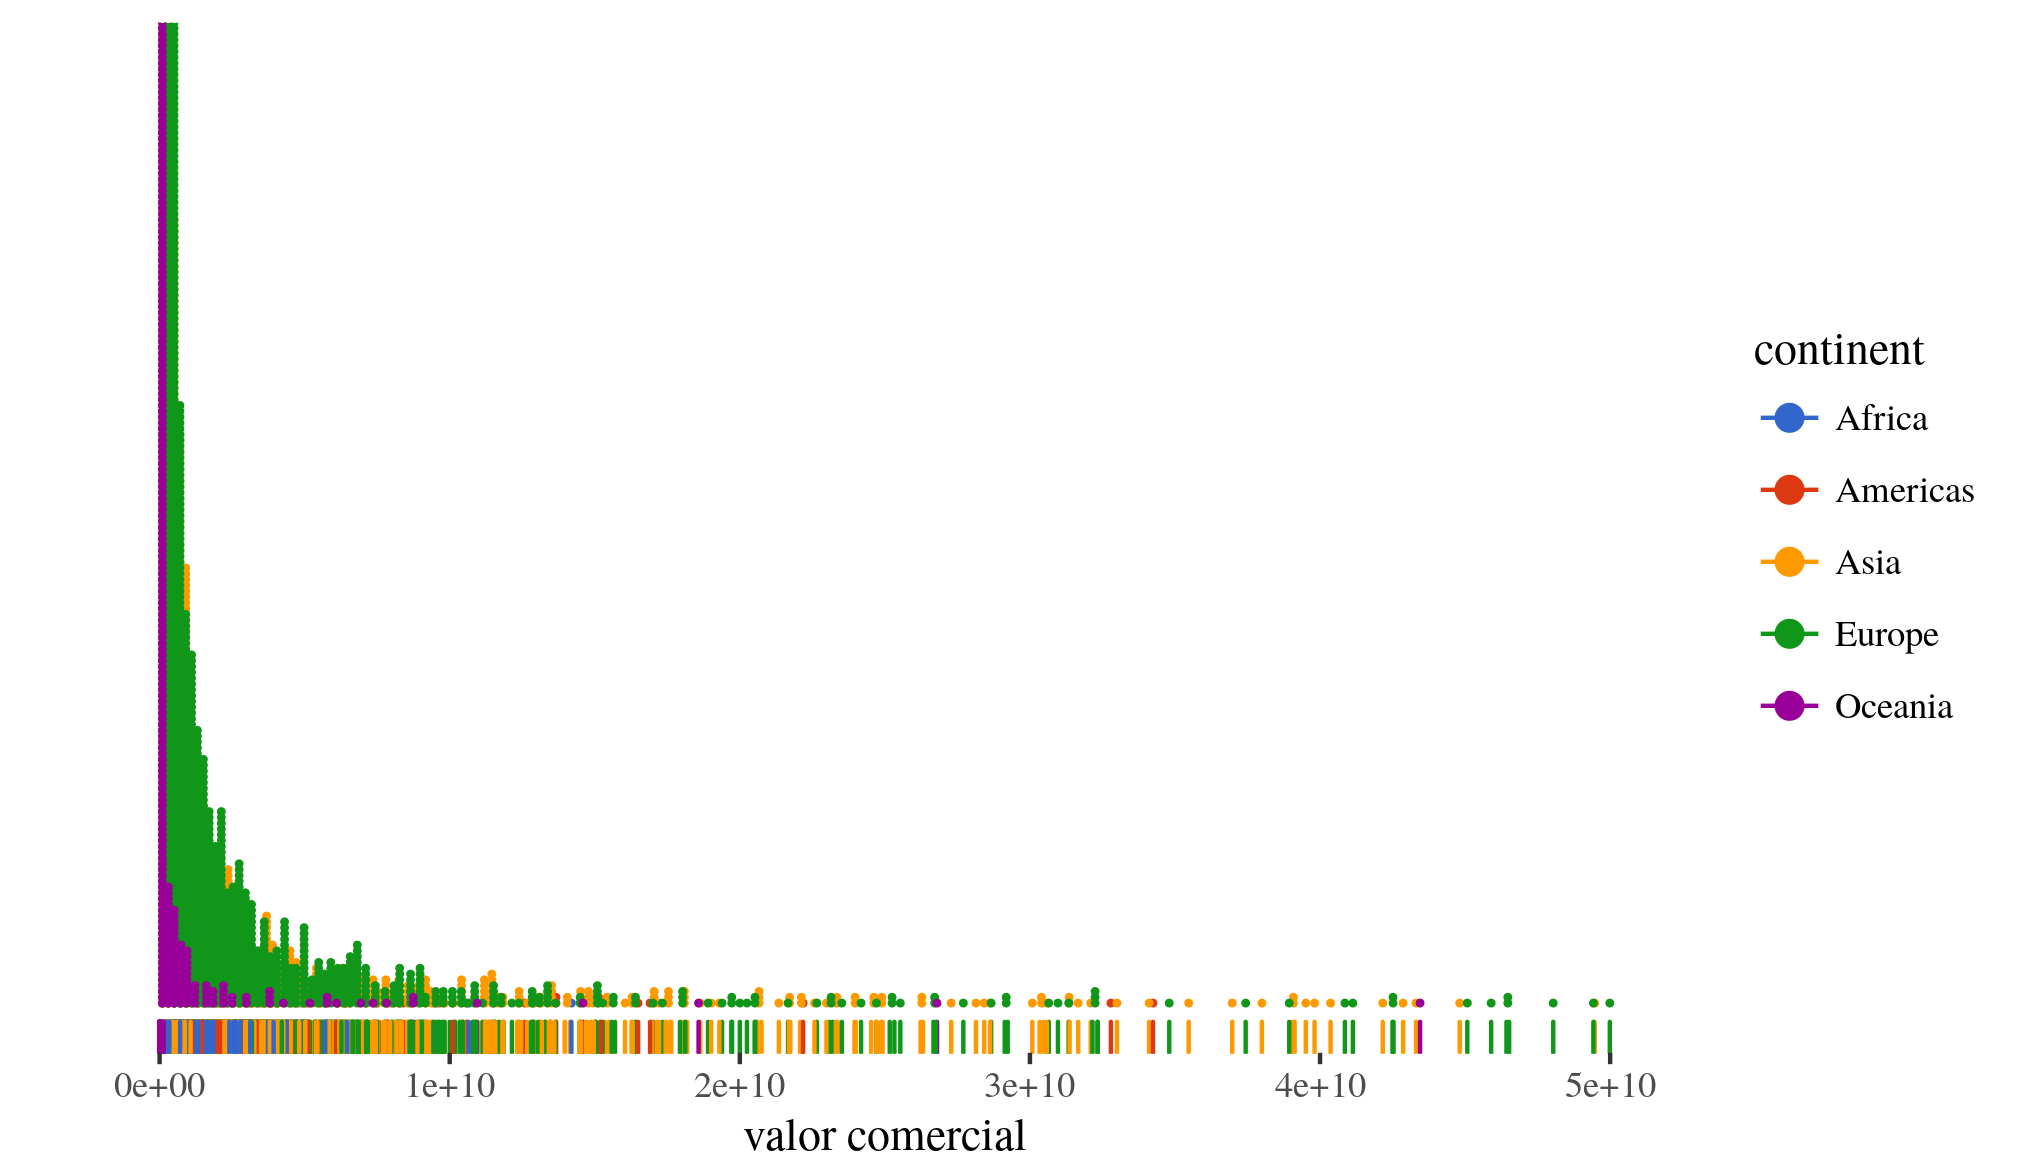 continent
Africa
Americas
Asia
Europe
Oceania
0e+00 1e+10 2e+10 3e+10 4e+10 5e+10
valor comercial